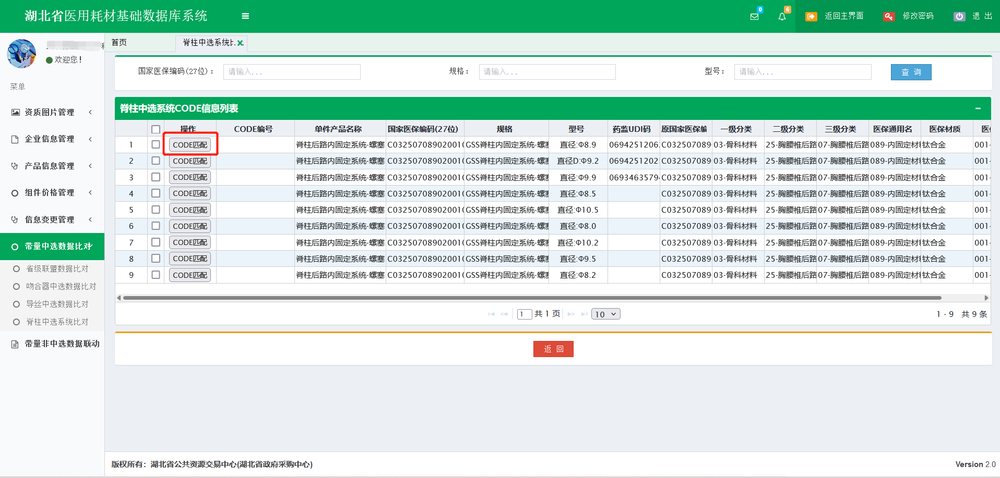 湖北省医用耗材基础数据库系统
0
6
返回主界面
修改密码
退 出
欢迎您!
菜单
资质图片管理
企业信息管理
产品信息管理
组件价格管理
信息变更管理
带量中选数据比对
省级联盟数据比对
吻合器中选数据比对
导丝中选数据比对
脊柱中选系统比对
带量非中选数据联动
首页
脊柱中选系统比
国家医保编码(27位)：
请输入...
规格：
请输入...
型号：
请输入...
查 询
脊柱中选系统CODE信息列表
操作 CODE编号 单件产品名称 国家医保编码(27位) 规格 型号 药监UDI码 原国家医保编 一级分类 二级分类 三级分类 医保通用名 医保材质 医保
1 CODE匹配 脊柱后路内固定系统-螺塞 C03250708902001 GSS脊柱内固定系统-螺塞 直径:Φ8.9 0694251206 C032507089 03-骨科材料 25-胸腰椎后路 07-胸腰椎后路 089-内固定材料 钛合金 001-
2 CODE匹配 脊柱后路内固定系统-螺塞 C03250708902001 GSS脊柱内固定系统-螺塞 直径D:Φ9.2 069425120 C032507089 03-骨科材料 25-胸腰椎后路 07-胸腰椎后路 089-内固定材料 钛合金 001-
3 CODE匹配 脊柱后路内固定系统-螺塞 C03250708902001 GSS脊柱内固定系统-螺塞 直径:Φ9.9 0693463579 C032507089 03-骨科材料 25-胸腰椎后路 07-胸腰椎后路 089-内固定材料 钛合金 001-
4 CODE匹配 脊柱后路内固定系统-螺塞 C03250708902001 GSS脊柱内固定系统-螺塞 直径:Φ8.5 C032507089 03-骨科材料 25-胸腰椎后路 07-胸腰椎后路 089-内固定材料 钛合金 001-
5 CODE匹配 脊柱后路内固定系统-螺塞 C03250708902001 GSS脊柱内固定系统-螺塞 直径:Φ10.5 C032507089 03-骨科材料 25-胸腰椎后路 07-胸腰椎后路 089-内固定材料 钛合金 001-
6 CODE匹配 脊柱后路内固定系统-螺塞 C03250708902001 GSS脊柱内固定系统-螺塞 直径:Φ8.0 C032507089 03-骨科材料 25-胸腰椎后路 07-胸腰椎后路 089-内固定材料 钛合金 001-
7 CODE匹配 脊柱后路内固定系统-螺塞 C03250708902001 GSS脊柱内固定系统-螺塞 直径:Φ10.2 C032507089 03-骨科材料 25-胸腰椎后路 07-胸腰椎后路 089-内固定材料 钛合金 001-
8 CODE匹配 脊柱后路内固定系统-螺塞 C03250708902001 GSS脊柱内固定系统-螺塞 直径:Φ9.5 C032507089 03-骨科材料 25-胸腰椎后路 07-胸腰椎后路 089-内固定材料 钛合金 001-
9 CODE匹配 脊柱后路内固定系统-螺塞 C03250708902001 GSS脊柱内固定系统-螺塞 直径:Φ8.2 C032507089 03-骨科材料 25-胸腰椎后路 07-胸腰椎后路 089-内固定材料 钛合金 001-
1 共 1 页 10
1 - 9 共 9 条
返 回
版权所有：湖北省公共资源交易中心(湖北省政府采购中心)
Version 2.0